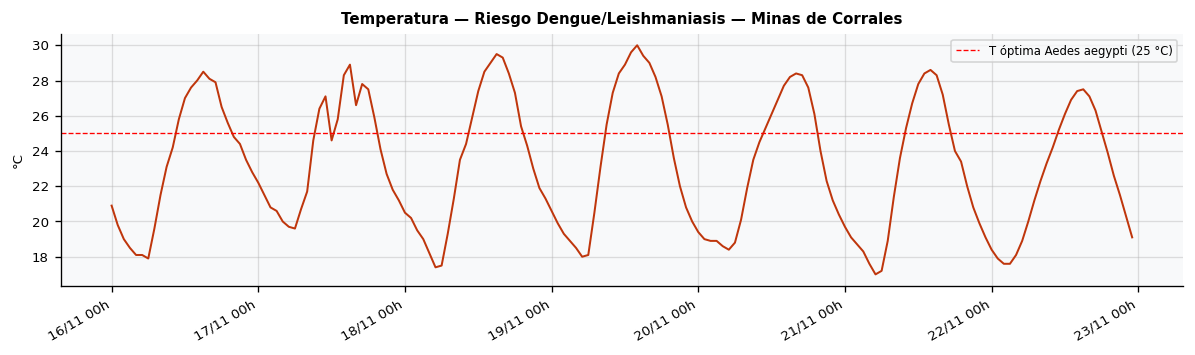 Temperatura — Riesgo Dengue/Leishmaniasis — Minas de Corrales
T óptima Aedes aegypti (25 °C)
°C
30
28
26
24
22
20
18
16/11 00h
17/11 00h
18/11 00h
19/11 00h
20/11 00h
21/11 00h
22/11 00h
23/11 00h